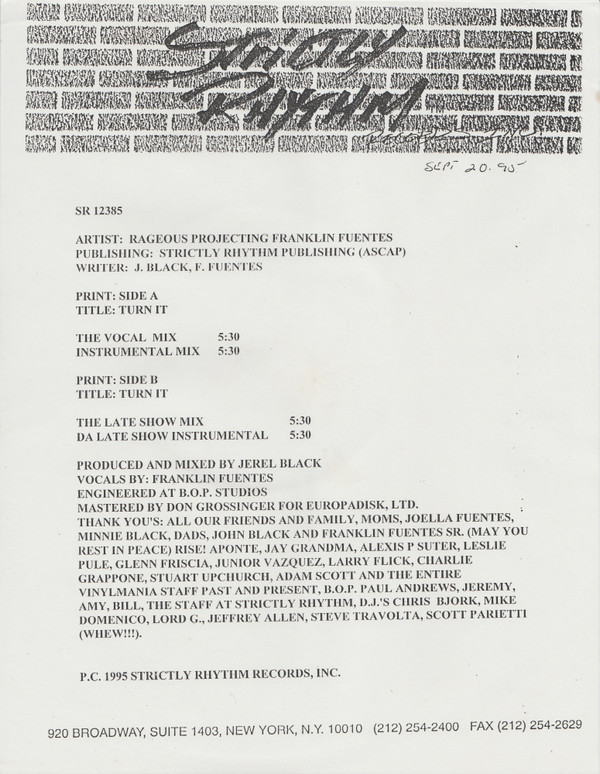 Strictly
Rhythm
SEPT 20. 95
SR 12385
ARTIST: RAGEOUS PROJECTING FRANKLIN FUENTES
PUBLISHING: STRICTLY RHYTHM PUBLISHING (ASCAP)
WRITER: J. BLACK, F. FUENTES
PRINT: SIDE A
TITLE: TURN IT
THE VOCAL MIX 5:30
INSTRUMENTAL MIX 5:30
PRINT: SIDE B
TITLE: TURN IT
THE LATE SHOW MIX 5:30
DA LATE SHOW INSTRUMENTAL 5:30
PRODUCED AND MIXED BY JEREL BLACK
VOCALS BY: FRANKLIN FUENTES
ENGINEERED AT B.O.P. STUDIOS
MASTERED BY DON GROSSINGER FOR EUROPADISK, LTD.
THANK YOU'S: ALL OUR FRIENDS AND FAMILY, MOMS, JOELLA FUENTES,
MINNIE BLACK, DADS, JOHN BLACK AND FRANKLIN FUENTES SR. (MAY YOU
REST IN PEACE) RISE! APONTE, JAY GRANDMA, ALEXIS P SUTER, LESLIE
PULE, GLENN FRISCIA, JUNIOR VAZQUEZ, LARRY FLICK, CHARLIE
GRAPPONE, STUART UPCHURCH, ADAM SCOTT AND THE ENTIRE
VINYLMANIA STAFF PAST AND PRESENT, B.O.P. PAUL ANDREWS, JEREMY,
AMY, BILL, THE STAFF AT STRICTLY RHYTHM, D.J.'S CHRIS BJORK, MIKE
DOMENICO, LORD G., JEFFREY ALLEN, STEVE TRAVOLTA, SCOTT PARIETTI
(WHEW!!!).
P.C. 1995 STRICTLY RHYTHM RECORDS, INC.
920 BROADWAY, SUITE 1403, NEW YORK, N.Y. 10010 (212) 254-2400 FAX (212) 254-2629